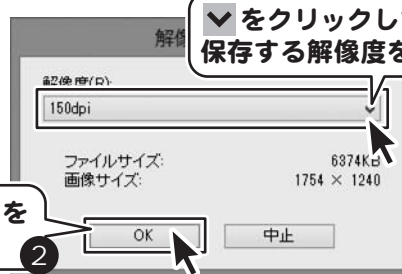 をクリックし
保存する解像度を
解像
解像度(R):
150dpi
ファイルサイズ: 6374KB
画像サイズ: 1754 × 1240
を
2
OK 中止